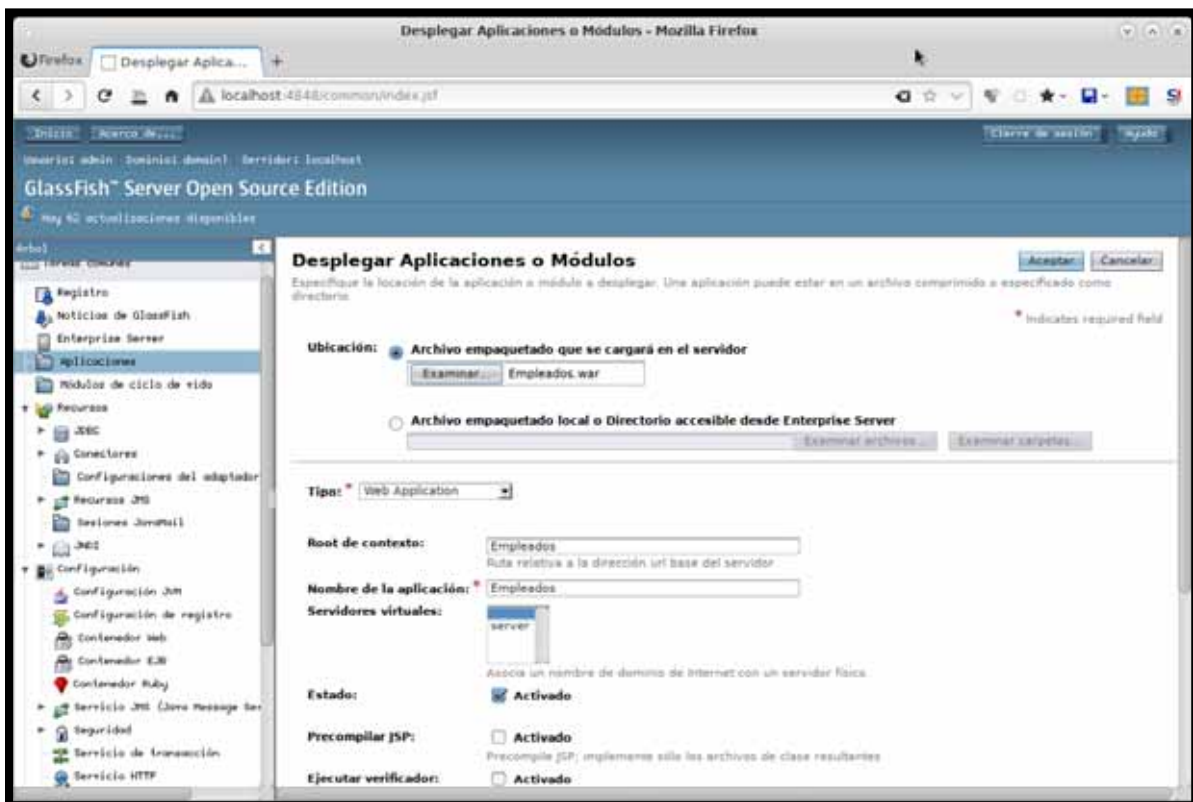 Desplegar Aplicaciones o Módulos - Mozilla Firefox
Firefox Desplegar Aplica... +
localhost:4848/common/index.jsf
Inicio Acerca de... Cierre de sesión Ayuda
Usuario: admin Dominio: domain1 Servidor: localhost
GlassFish™ Server Open Source Edition
Hay 62 actualizaciones disponibles
Árbol
Tareas comunes
Registro
Noticias de GlassFish
Enterprise Server
Aplicaciones
Módulos de ciclo de vida
Recursos
JDBC
Conectores
Configuraciones del adaptador
Recursos JMS
Sesiones JavaMail
JNDI
Configuración
Configuración JVM
Configuración de registro
Contenedor Web
Contenedor EJB
Contenedor Ruby
Servicio JMS (Java Message Ser
Seguridad
Servicio de transacción
Servicio HTTP
Desplegar Aplicaciones o Módulos
Aceptar Cancelar
Especifique la locación de la aplicación o módulo a desplegar. Una aplicación puede estar en un archivo comprimido o especificado como
directorio.
* Indicates required field
Ubicación: Archivo empaquetado que se cargará en el servidor
Examinar... Empleados.war
Archivo empaquetado local o Directorio accesible desde Enterprise Server
Examinar archivos... Examinar carpetas...
Tipo: * Web Application
Root de contexto: Empleados
Ruta relativa a la dirección url base del servidor
Nombre de la aplicación: * Empleados
Servidores virtuales:
server
Asocia un nombre de dominio de Internet con un servidor físico
Estado: Activado
Precompilar JSP: Activado
Precompile JSP; implemente sólo los archivos de clase resultantes
Ejecutar verificador: Activado